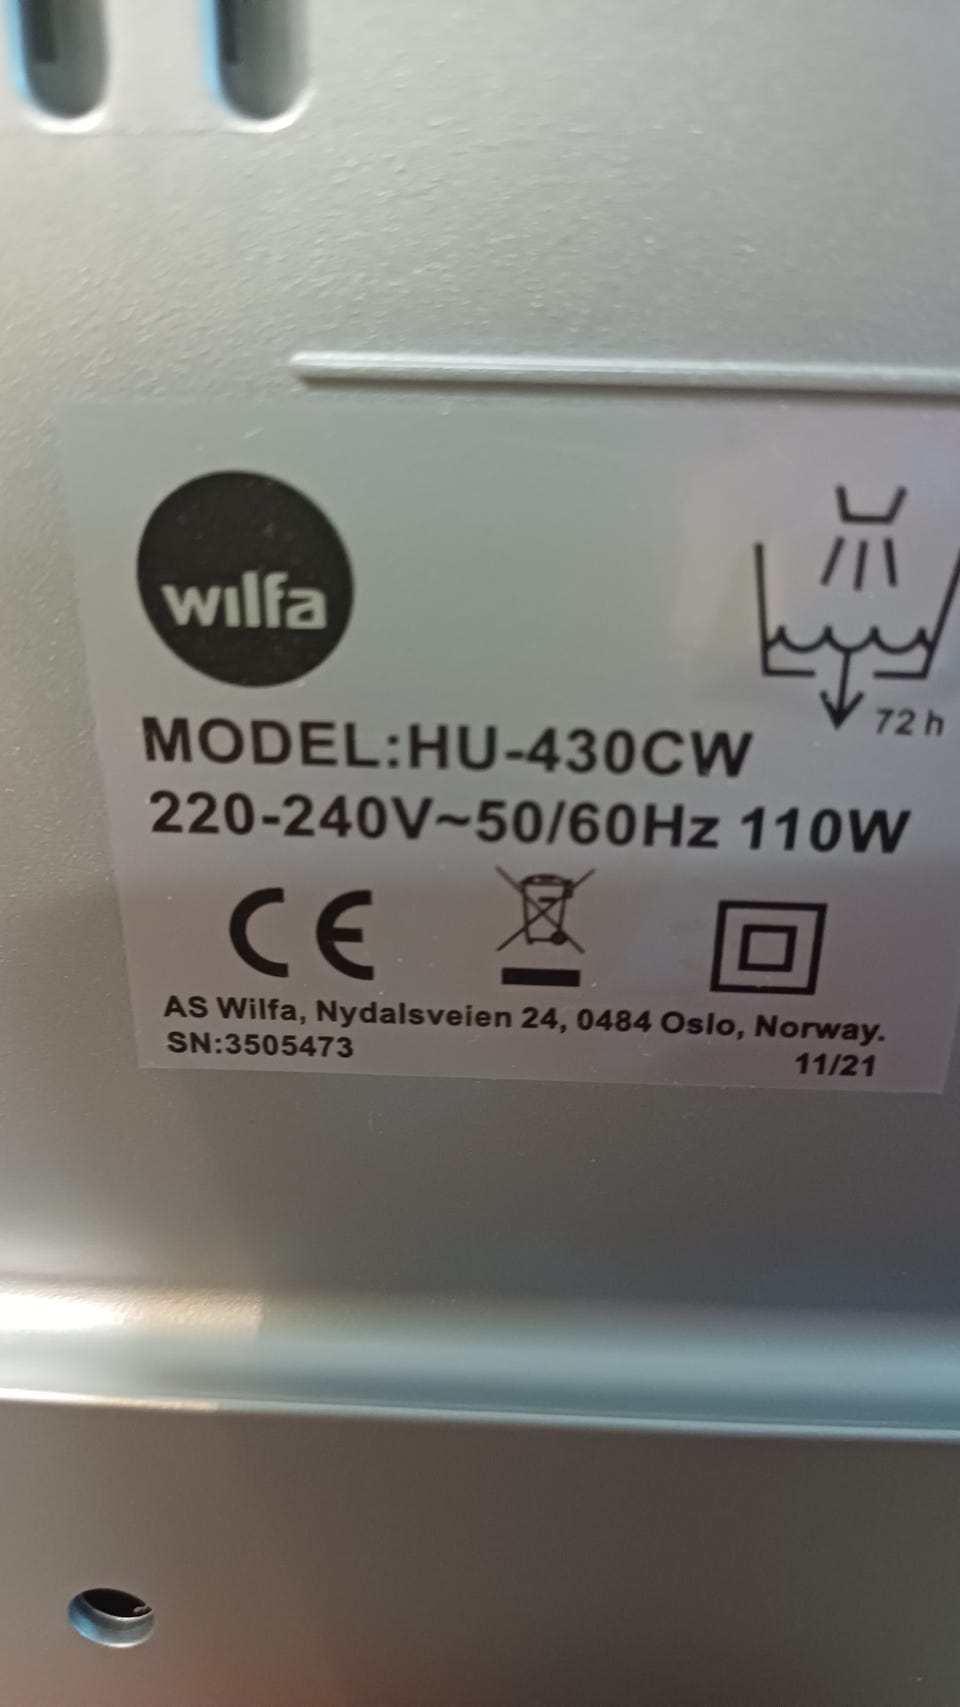 wilfa
72 h
MODEL:HU-430CW
220-240V~50/60Hz 110W
CE
AS Wilfa, Nydalsveien 24, 0484 Oslo, Norway.
SN:3505473
11/21